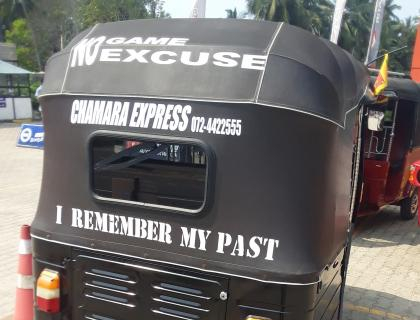 NO GAME
EXCUSE
CHAMARA EXPRESS 072-4422555
I REMEMBER MY PAST